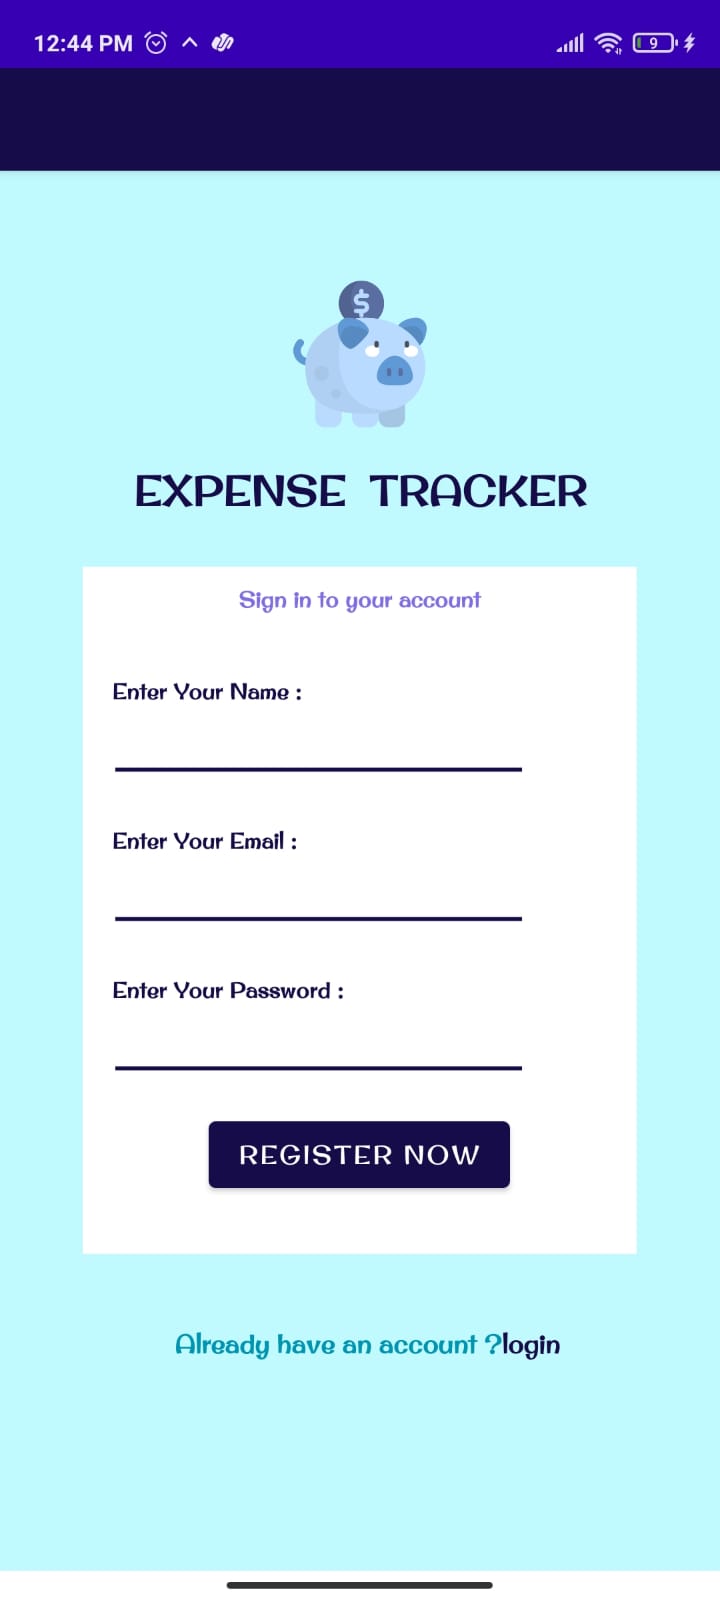 12:44 PM
9
$
EXPENSE TRACKER
Sign in to your account
Enter Your Name :
Enter Your Email :
Enter Your Password :
REGISTER NOW
Already have an account ?login